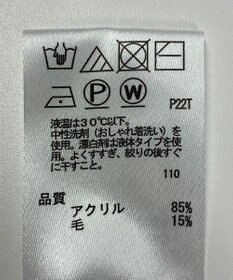 P W P22T
液温は30℃以下。
中性洗剤(おしゃれ着洗い)を
使用。漂白剤は液体タイプを使
用。よくすすぎ、絞りの後すぐ
に干すこと。
110
品質
アクリル 85%
毛 15%